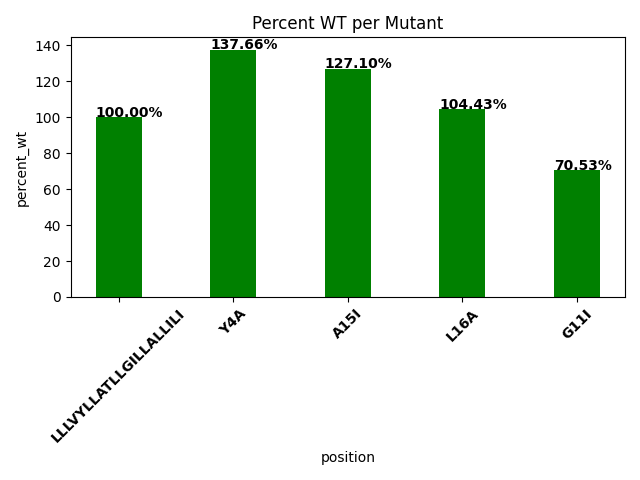 Percent WT per Mutant
percent_wt
140
120
100
80
60
40
20
0
100.00%
137.66%
127.10%
104.43%
70.53%
LLLVYLLATLLGILLALLILI
Y4A
A15I
L16A
G11I
position